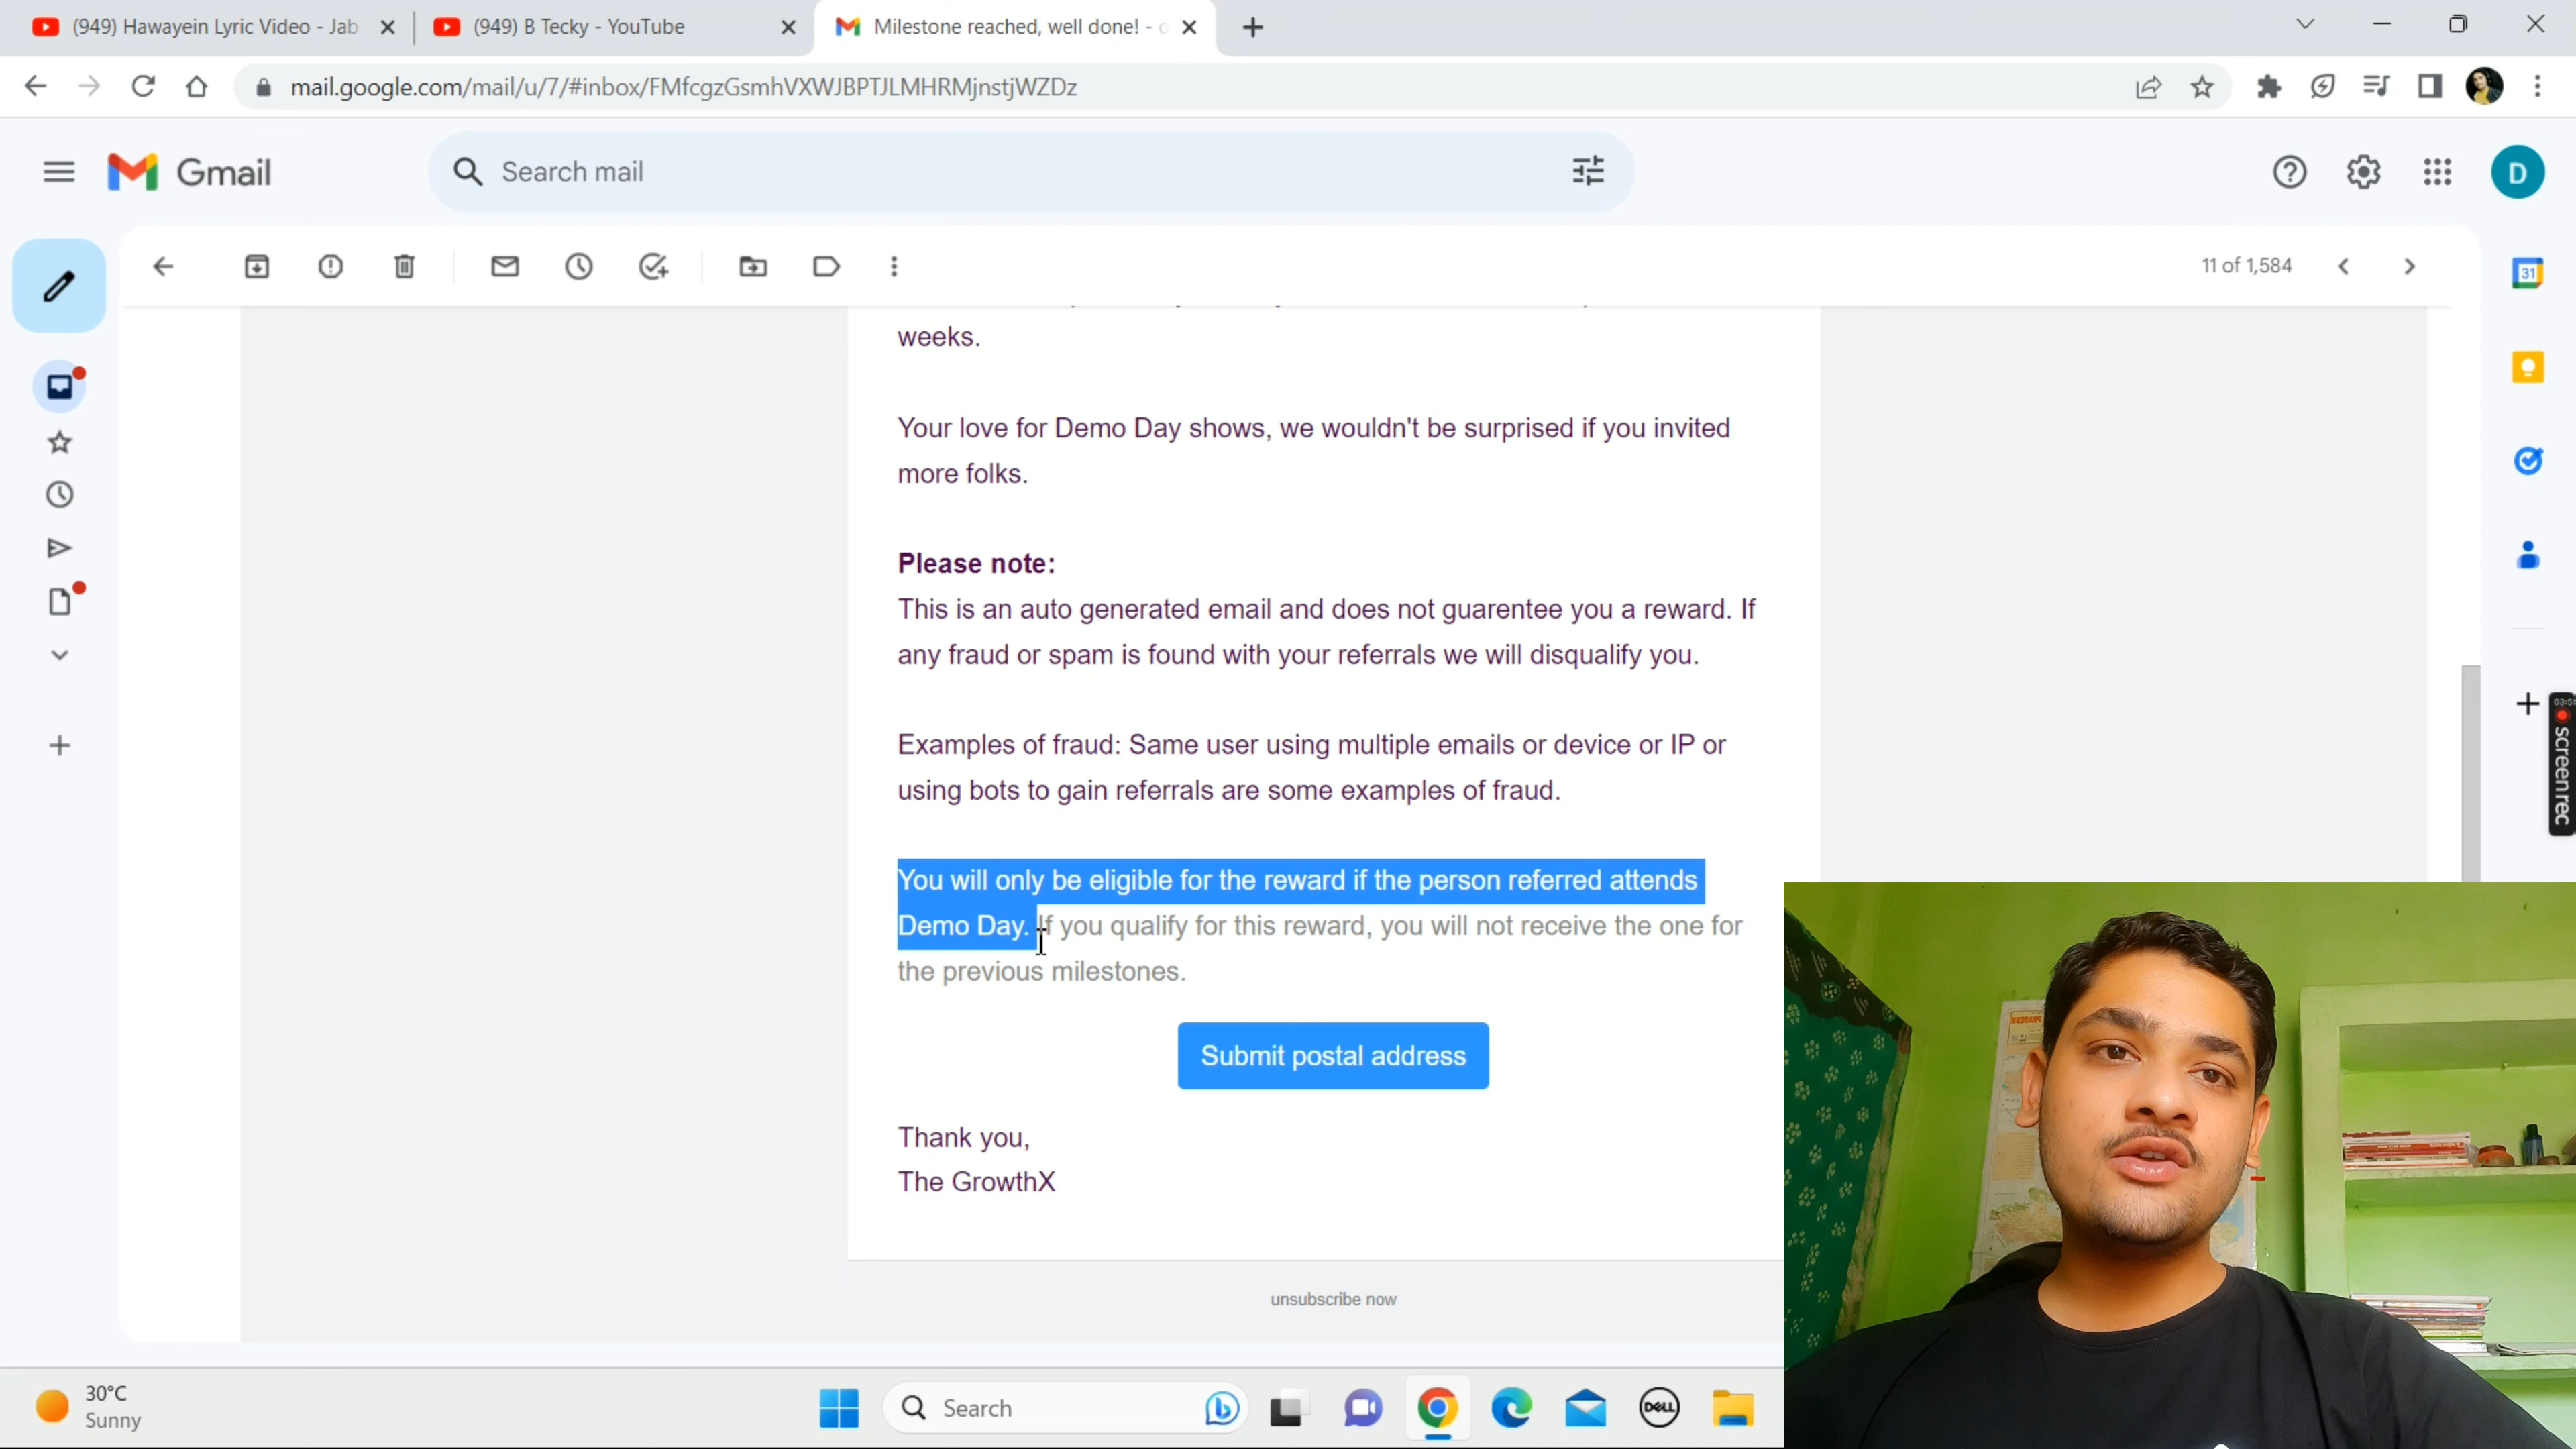 (949) Hawayein Lyric Video - Jab
(949) B Tecky - YouTube
Milestone reached, well done! -
mail.google.com/mail/u/7/#inbox/FMfcgzGsmhVXWJBPTJLMHRMjnstjWZDz
Gmail
Search mail
D
11 of 1,584
31
weeks.
Your love for Demo Day shows, we wouldn't be surprised if you invited
more folks.
Please note:
This is an auto generated email and does not guarentee you a reward. If
any fraud or spam is found with your referrals we will disqualify you.
Examples of fraud: Same user using multiple emails or device or IP or
using bots to gain referrals are some examples of fraud.
You will only be eligible for the reward if the person referred attends
Demo Day. If you qualify for this reward, you will not receive the one for
the previous milestones.
Submit postal address
Thank you,
The GrowthX
unsubscribe now
screen rec
30°C
Sunny
Search
DELL